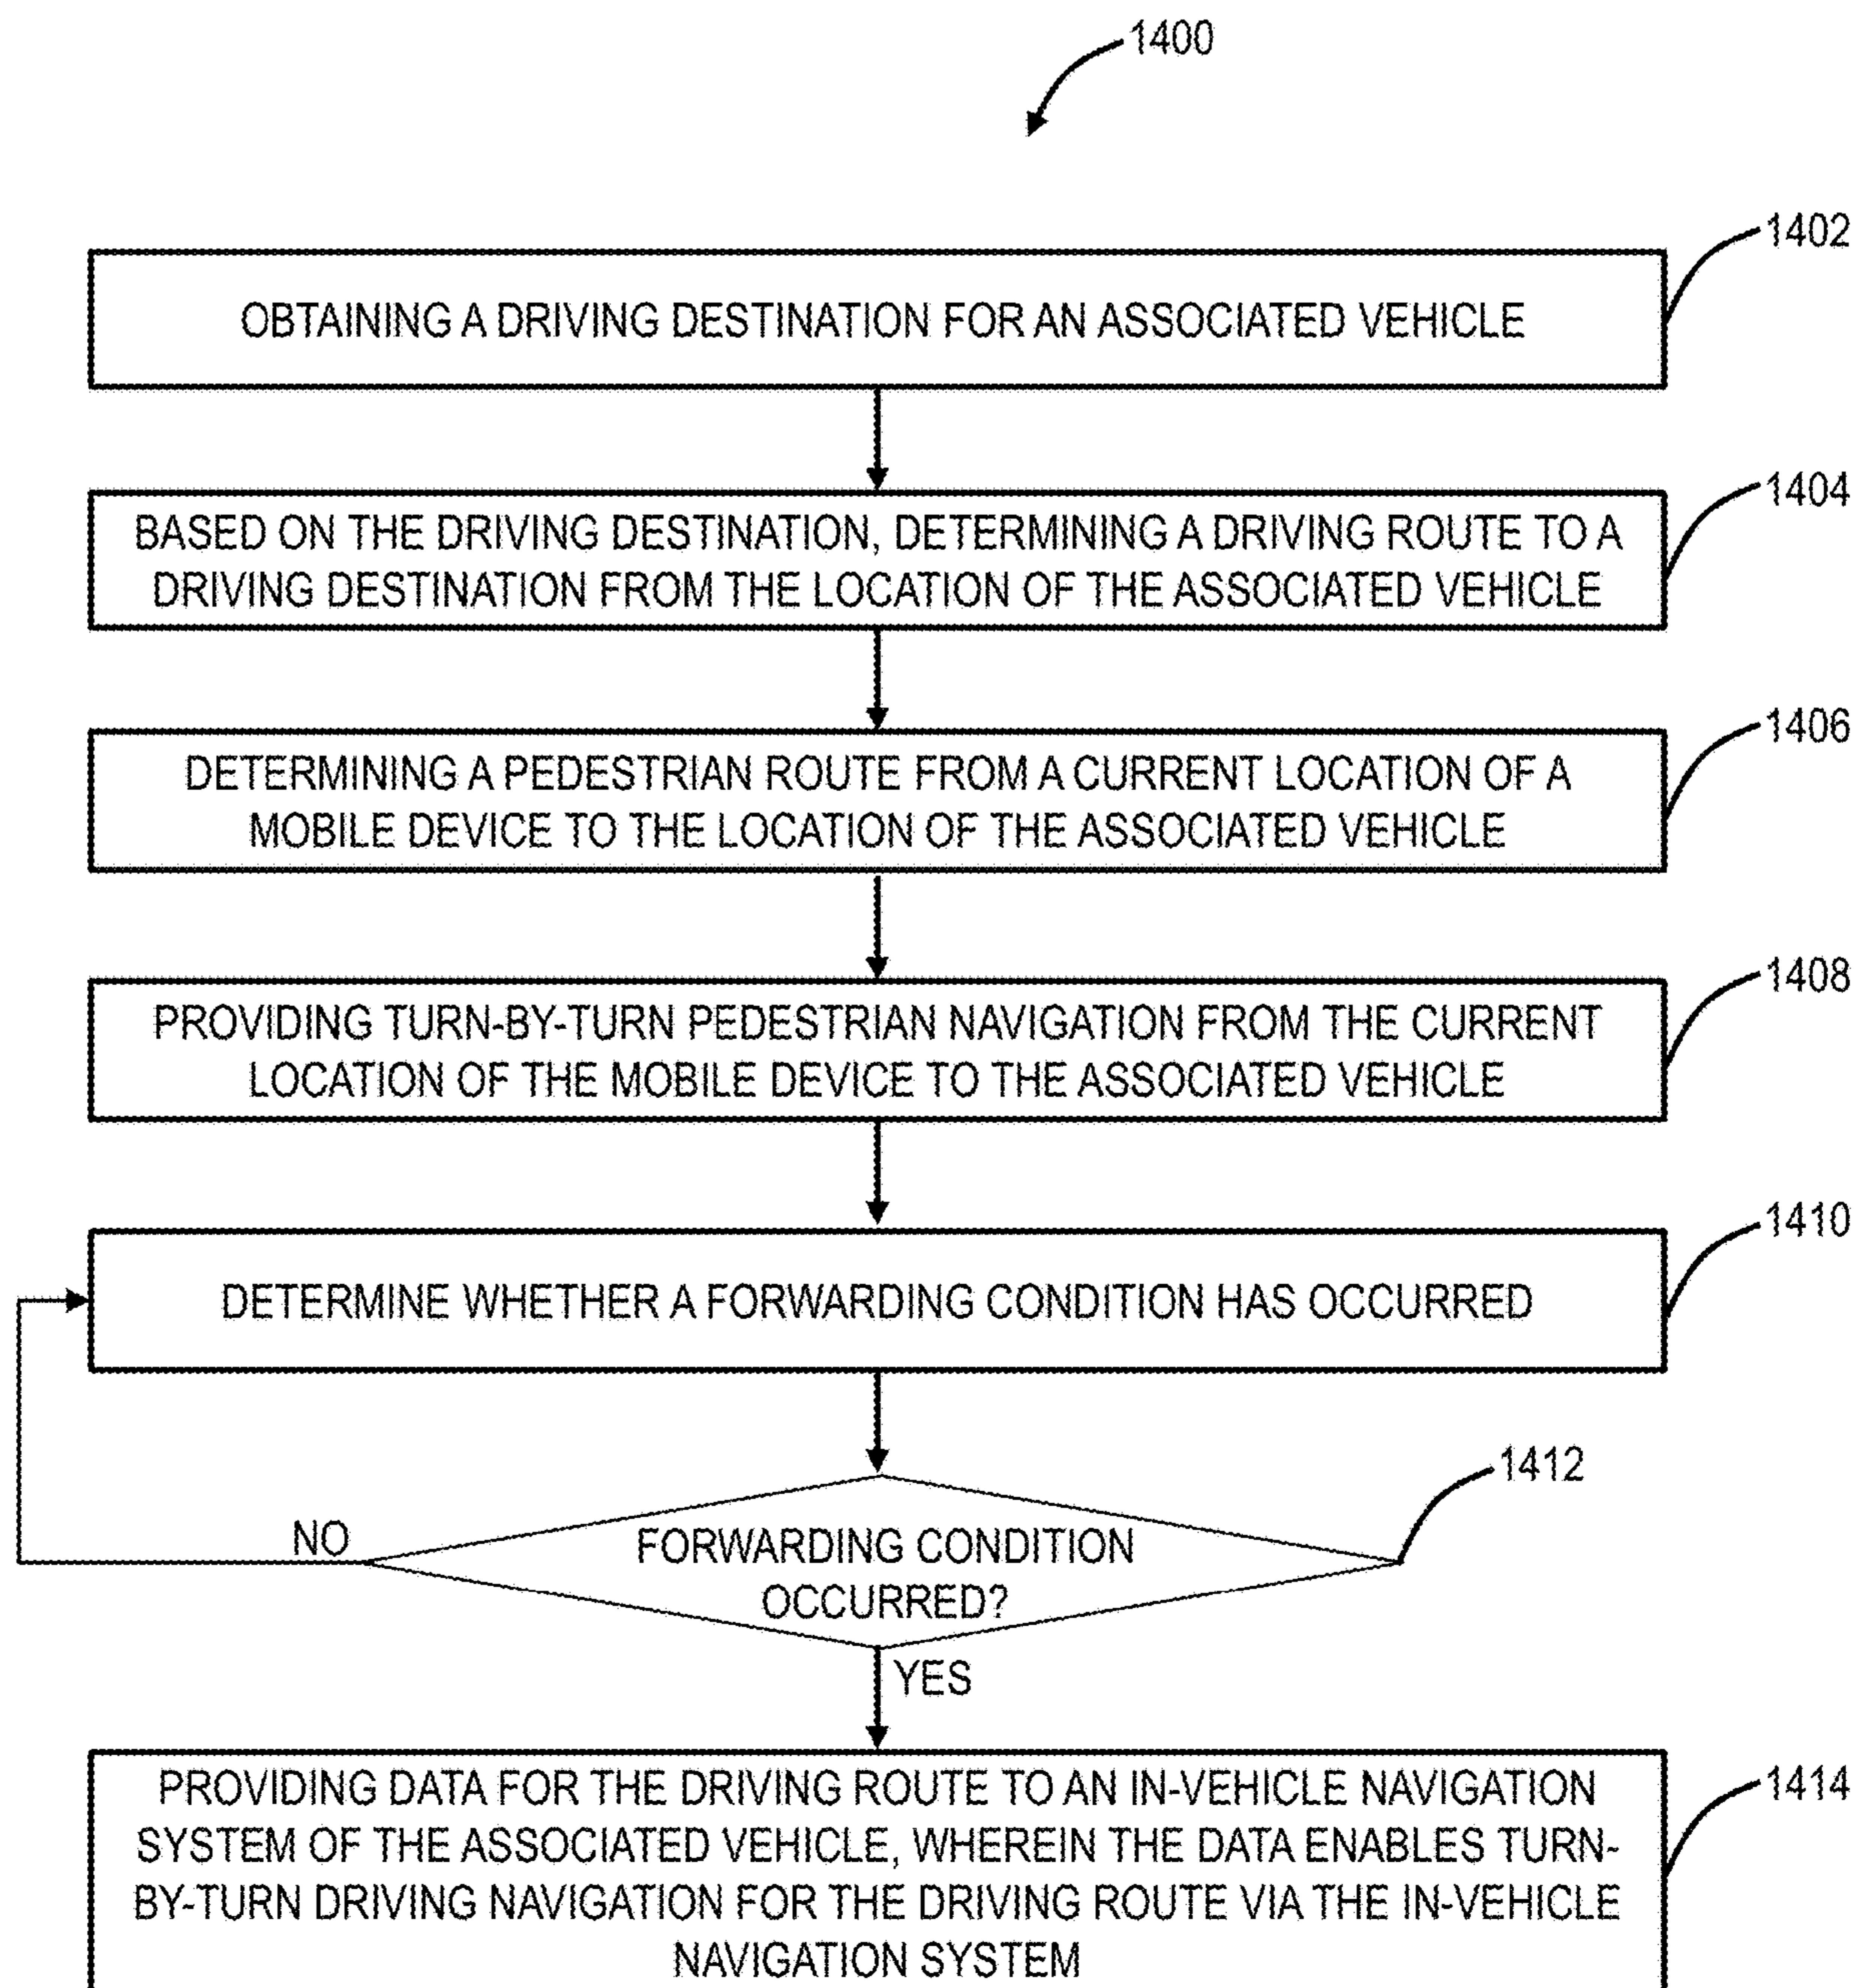 1400
1402
OBTAINING A DRIVING DESTINATION FOR AN ASSOCIATED VEHICLE
1404
BASED ON THE DRIVING DESTINATION, DETERMINING A DRIVING ROUTE TO A
DRIVING DESTINATION FROM THE LOCATION OF THE ASSOCIATED VEHICLE
1406
DETERMINING A PEDESTRIAN ROUTE FROM A CURRENT LOCATION OF A
MOBILE DEVICE TO THE LOCATION OF THE ASSOCIATED VEHICLE
1408
PROVIDING TURN-BY-TURN PEDESTRIAN NAVIGATION FROM THE CURRENT
LOCATION OF THE MOBILE DEVICE TO THE ASSOCIATED VEHICLE
1410
DETERMINE WHETHER A FORWARDING CONDITION HAS OCCURRED
1412
NO
FORWARDING CONDITION
OCCURRED?
YES
1414
PROVIDING DATA FOR THE DRIVING ROUTE TO AN IN-VEHICLE NAVIGATION
SYSTEM OF THE ASSOCIATED VEHICLE, WHEREIN THE DATA ENABLES TURN-
BY-TURN DRIVING NAVIGATION FOR THE DRIVING ROUTE VIA THE IN-VEHICLE
NAVIGATION SYSTEM